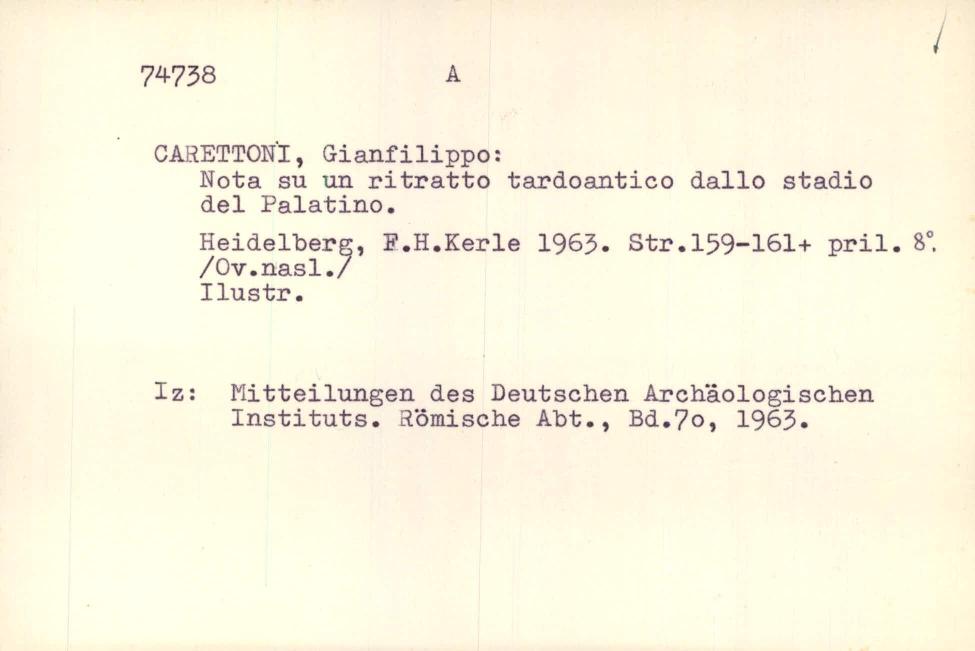 74738 A
CARETTONI, Gianfilippo:
Nota su un ritratto tardoantico dallo stadio
del Palatino.
Heidelberg, F.H.Kerle 1963. Str.159-161+ pril. 8°.
/Ov.nasl./
Ilustr.
Iz: Mitteilungen des Deutschen Archäologischen
Instituts. Römische Abt., Bd.7o, 1963.